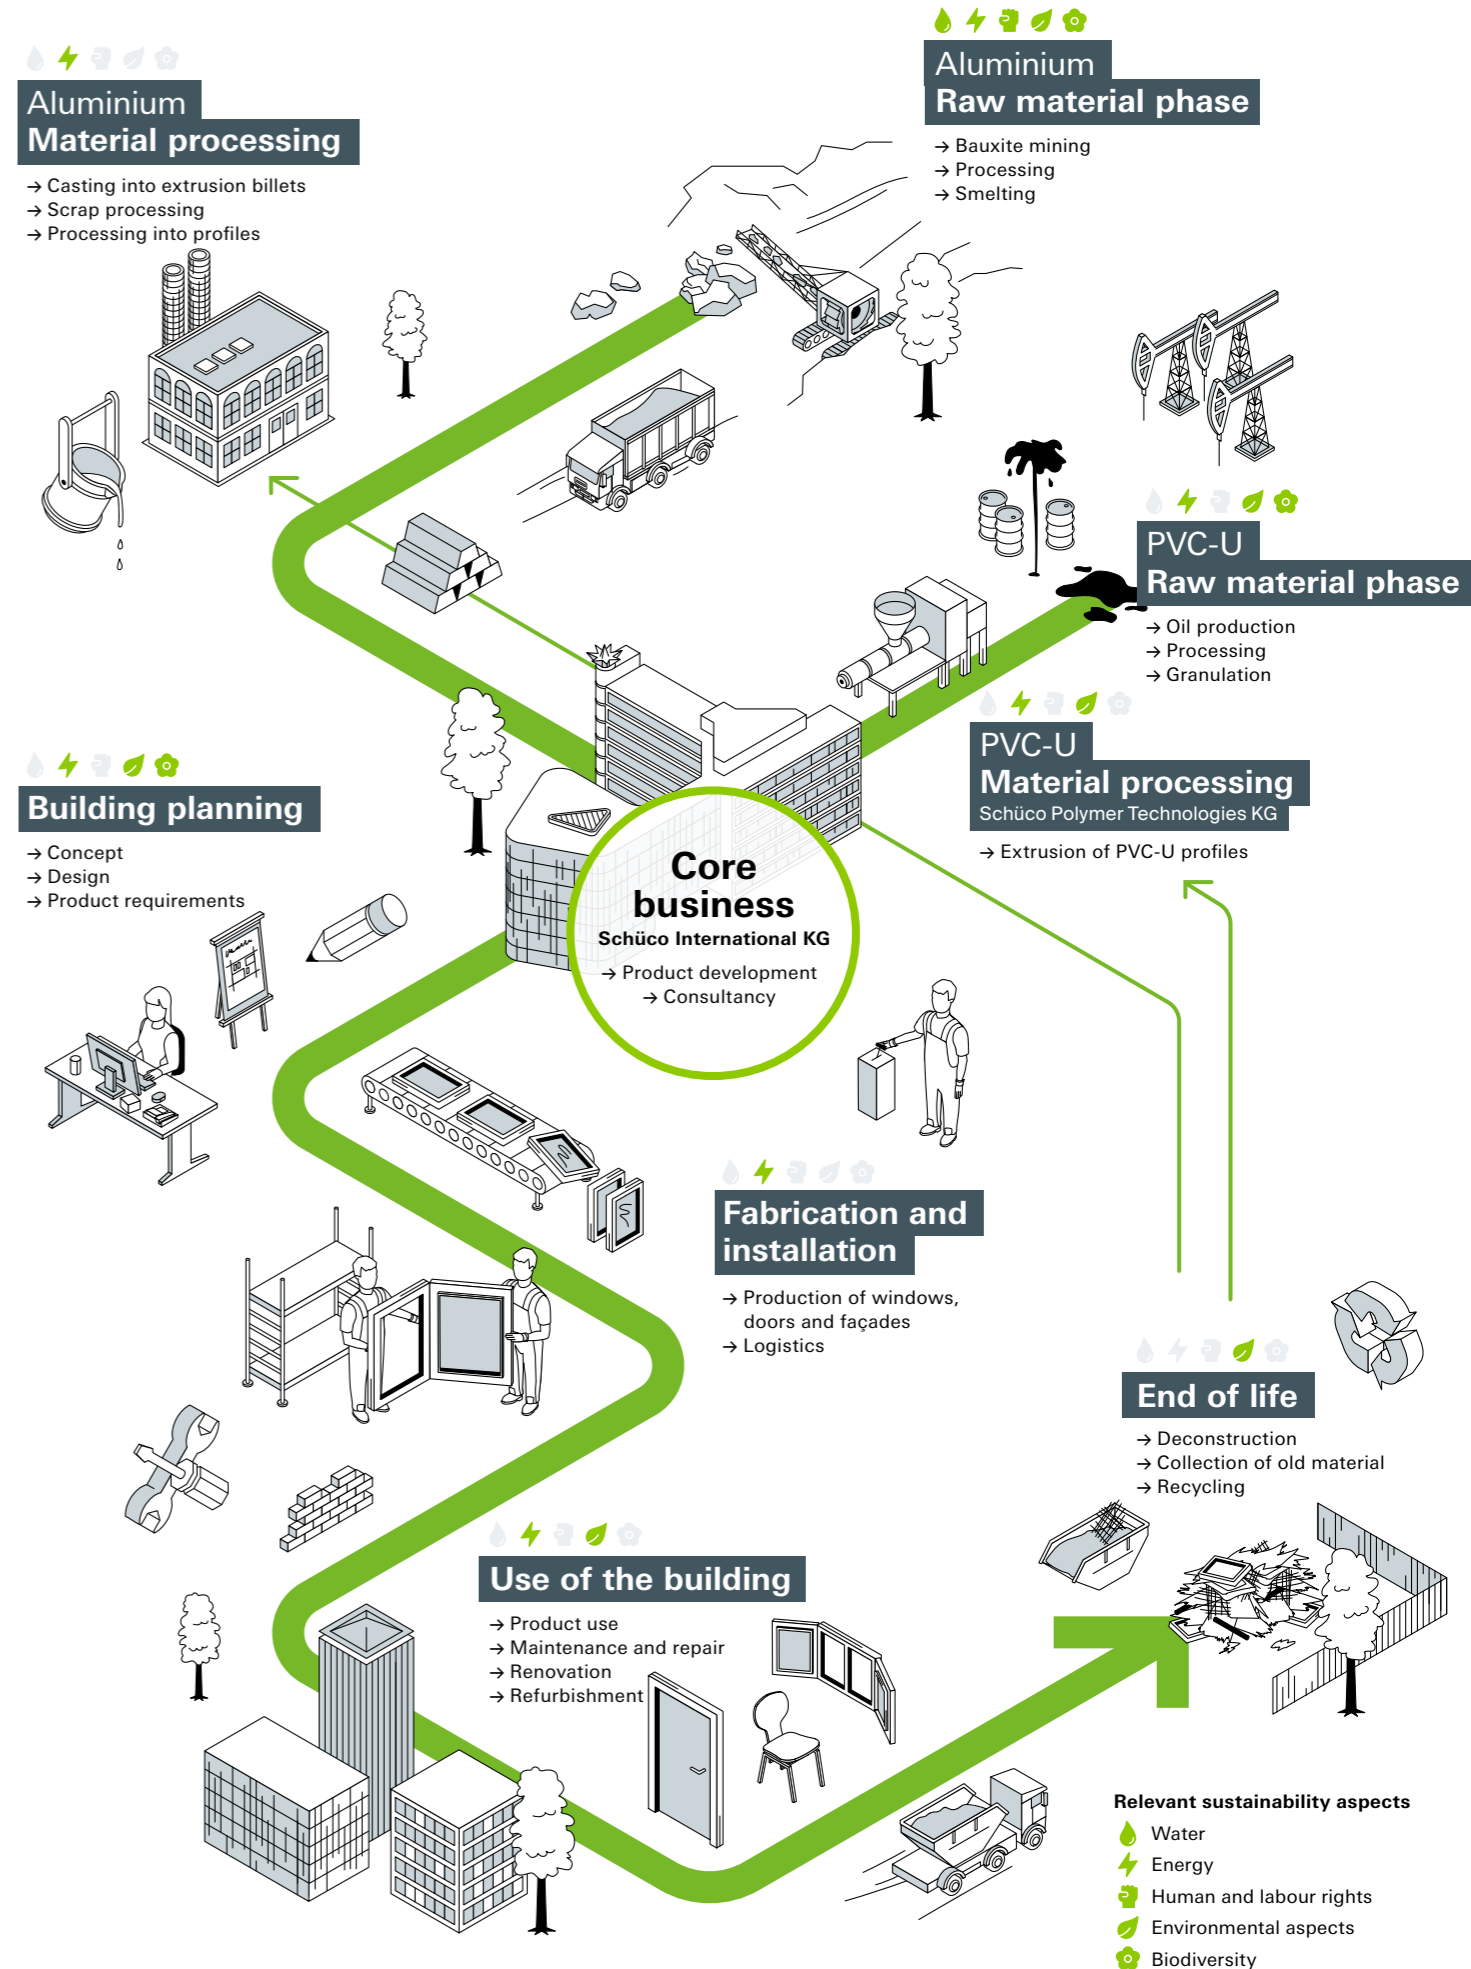 Aluminium
Material processing
→ Casting into extrusion billets
→ Scrap processing
→ Processing into profiles
Aluminium
Raw material phase
→ Bauxite mining
→ Processing
→ Smelting
PVC-U
Raw material phase
→ Oil production
→ Processing
→ Granulation
PVC-U
Material processing
Schüco Polymer Technologies KG
→ Extrusion of PVC-U profiles
Building planning
→ Concept
→ Design
→ Product requirements
Core
business
Schüco International KG
→ Product development
→ Consultancy
Fabrication and
installation
→ Production of windows,
doors and façades
→ Logistics
End of life
→ Deconstruction
→ Collection of old material
→ Recycling
Use of the building
→ Product use
→ Maintenance and repair
→ Renovation
→ Refurbishment
Relevant sustainability aspects
Water
Energy
Human and labour rights
Environmental aspects
Biodiversity